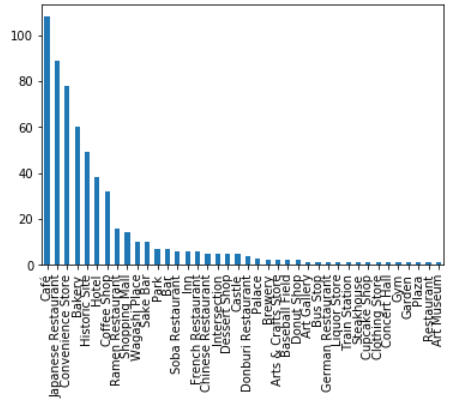 100
80
60
40
20
0
Café
Japanese Restaurant
Convenience Store
Bakery
Historic Site
Hotel
Coffee Shop
Ramen Restaurant
Shopping Mall
Wagashi Place
Sake Bar
Park
Bar
Soba Restaurant
Inn
French Restaurant
Chinese Restaurant
Intersection
Dessert Shop
Castle
Donburi Restaurant
Palace
Brewery
Arts & Crafts Store
Baseball Field
Donut Shop
Art Gallery
Bus Stop
German Restaurant
Liquor Store
Train Station
Steakhouse
Cupcake Shop
Clothing Store
Concert Hall
Gym
Garden
Plaza
Restaurant
Art Museum